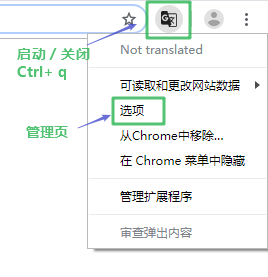 启动 / 关闭
Ctrl+ q
Not translated
可读取和更改网站数据
选项
管理页
从Chrome中移除...
在 Chrome 菜单中隐藏
管理扩展程序
审查弹出内容